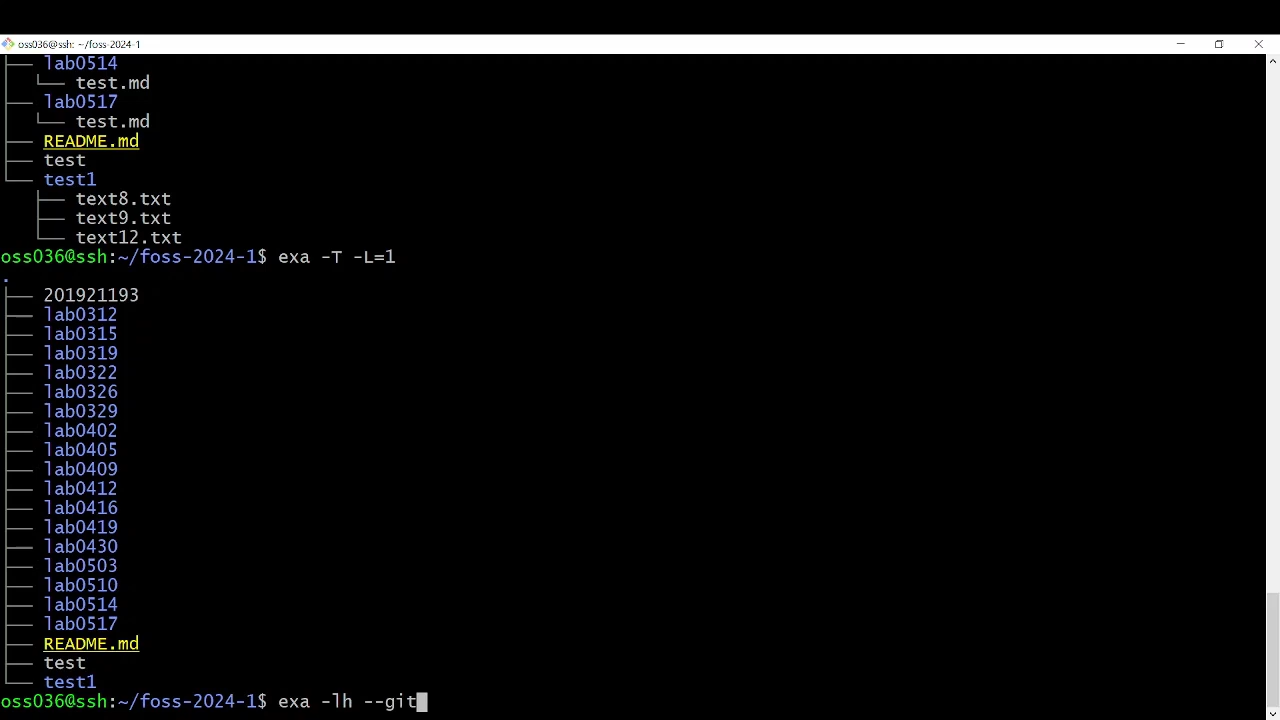 oss036@ssh: ~/foss-2024-1
├── lab0514
│   └── test.md
├── lab0517
│   └── test.md
├── README.md
├── test
└── test1
    ├── text8.txt
    ├── text9.txt
    └── text12.txt
oss036@ssh:~/foss-2024-1$ exa -T -L=1
.
├── 201921193
├── lab0312
├── lab0315
├── lab0319
├── lab0322
├── lab0326
├── lab0329
├── lab0402
├── lab0405
├── lab0409
├── lab0412
├── lab0416
├── lab0419
├── lab0430
├── lab0503
├── lab0510
├── lab0514
├── lab0517
├── README.md
├── test
└── test1
oss036@ssh:~/foss-2024-1$ exa -lh --git